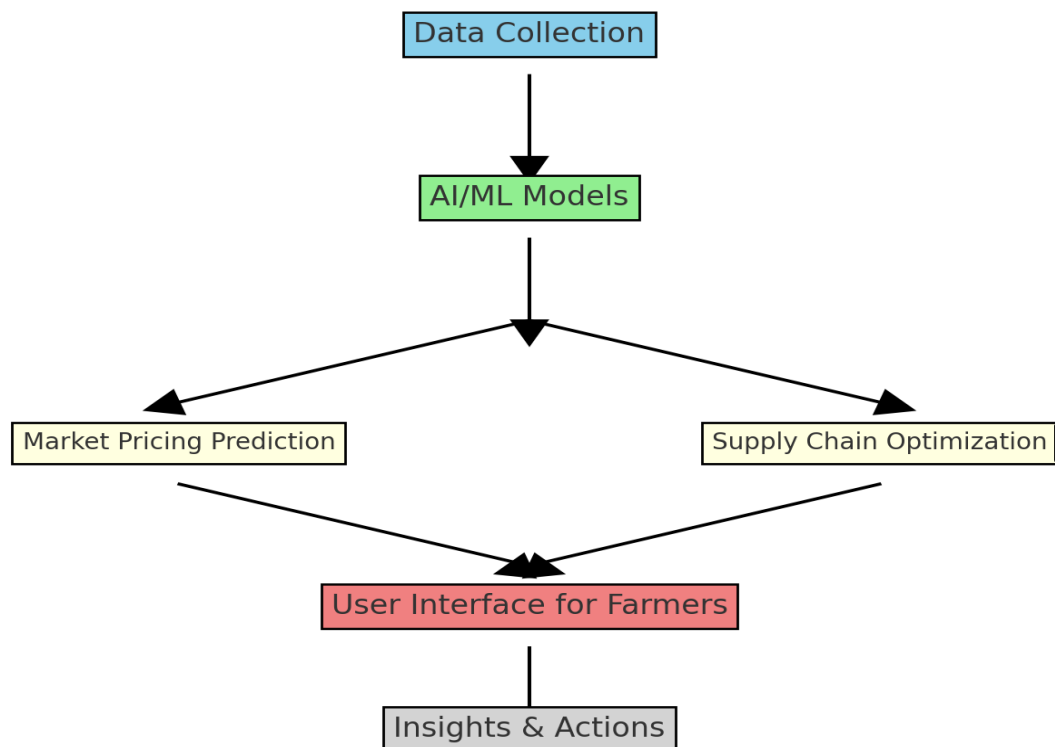 Data Collection
AI/ML Models
Market Pricing Prediction
Supply Chain Optimization
User Interface for Farmers
Insights & Actions